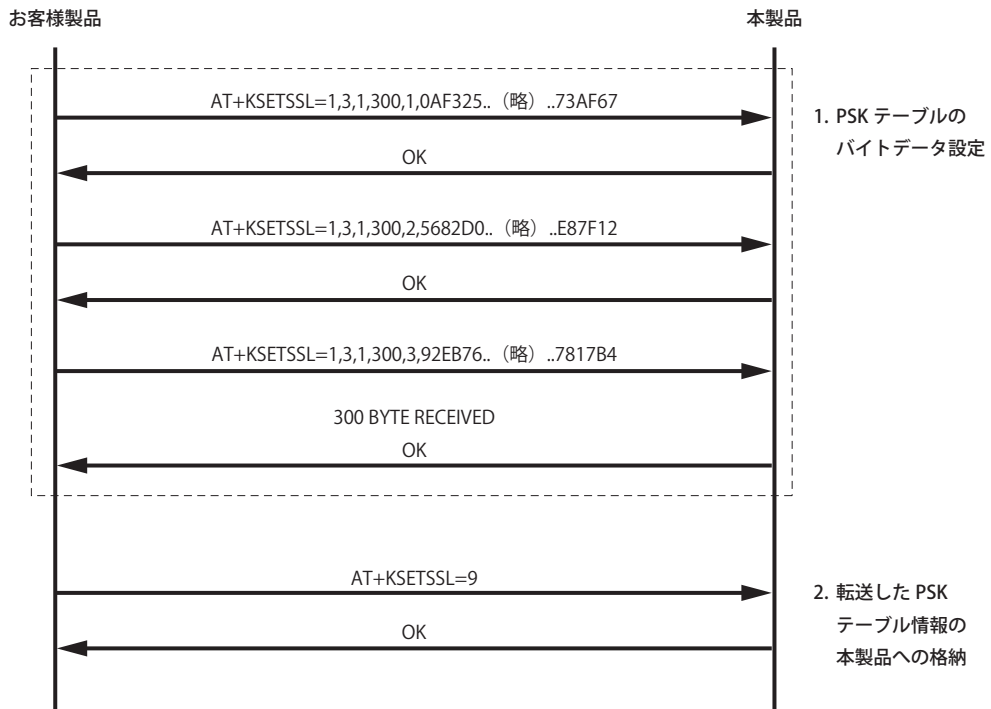 お客様製品
本製品
AT+KSETSSL=1,3,1,300,1,0AF325..（略）..73AF67
1. PSK テーブルの
バイトデータ設定
OK
AT+KSETSSL=1,3,1,300,2,5682D0..（略）..E87F12
OK
AT+KSETSSL=1,3,1,300,3,92EB76..（略）..7817B4
300 BYTE RECEIVED
OK
AT+KSETSSL=9
2. 転送した PSK
テーブル情報の
本製品への格納
OK